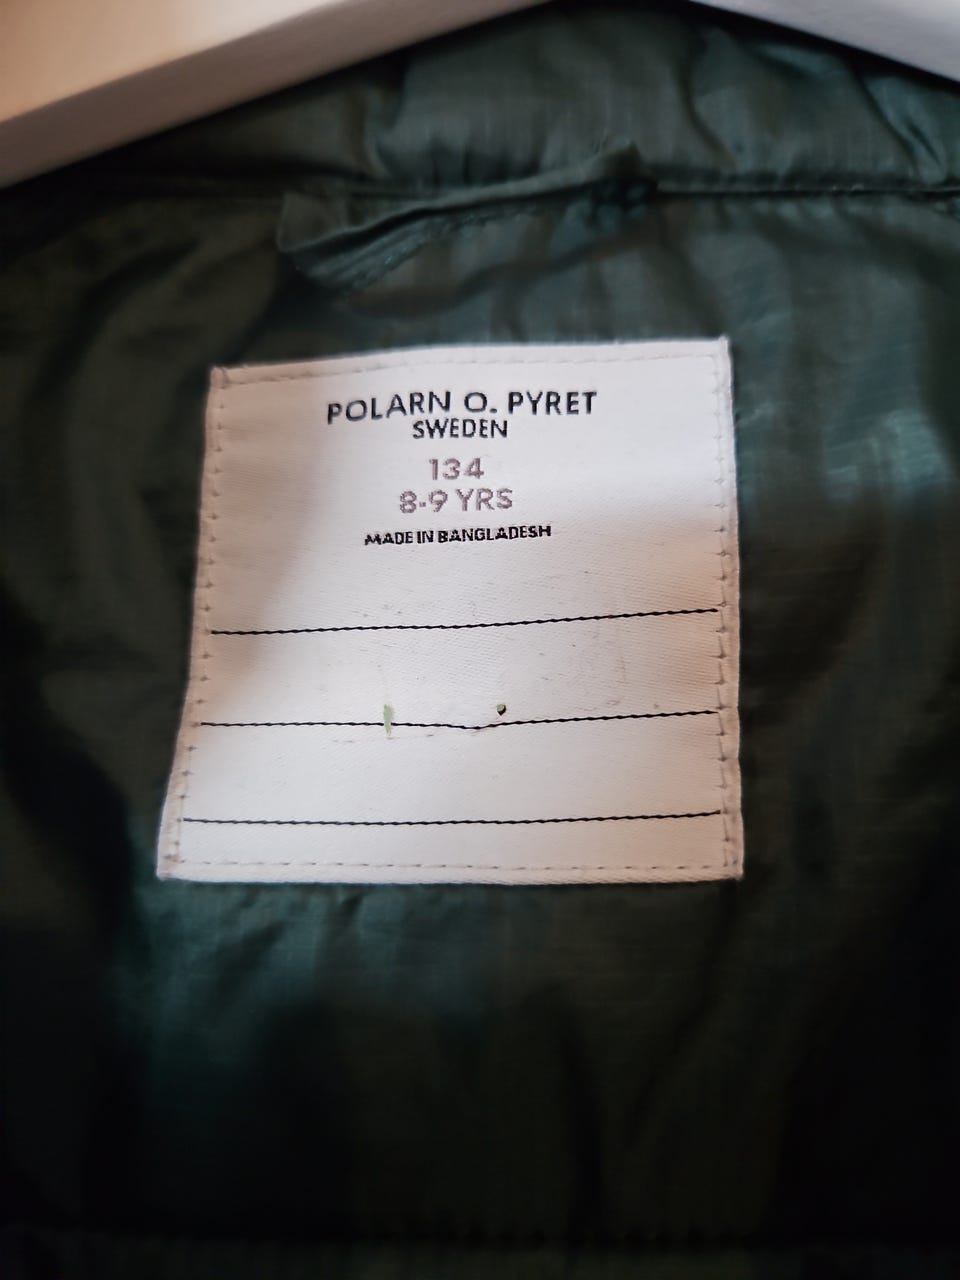 POLARN O. PYRET
SWEDEN
134
8-9 YRS
MADE IN BANGLADESH